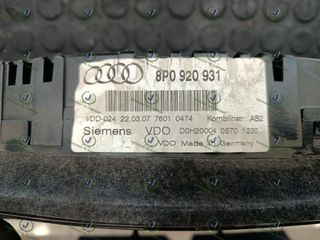 8P0 920 931
VDD-024 22.03.07 7601 0474 Kombiinstr. AB2
Siemens VDO D0H20004 0570 1230
VDO Made in Germany